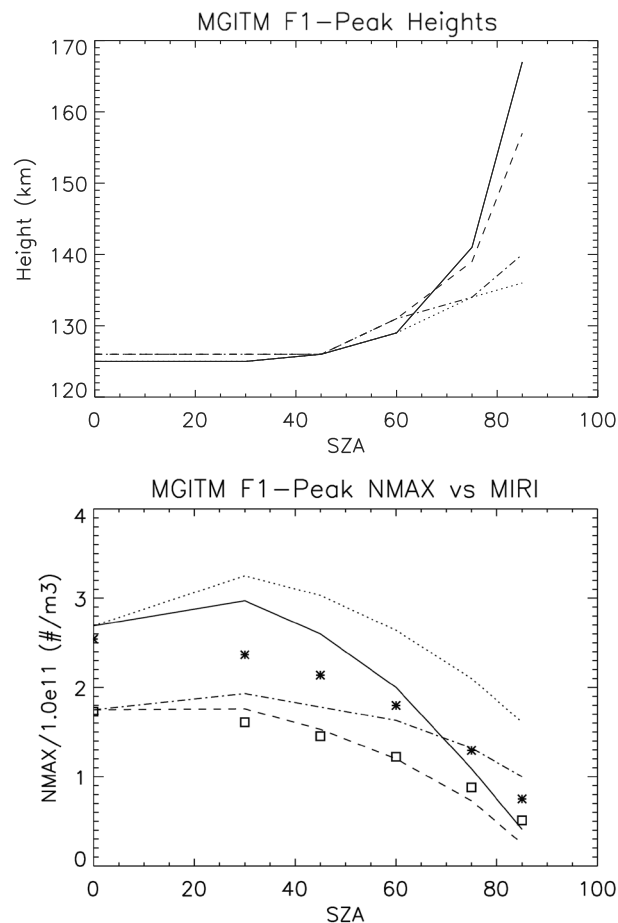 MGITM F1−Peak Heights
170
160
150
140
130
120
Height (km)
0 20 40 60 80 100
SZA
MGITM F1−Peak NMAX vs MIRI
4
3
2
1
0
NMAX/1.0e11 (#/m3)
0 20 40 60 80 100
SZA